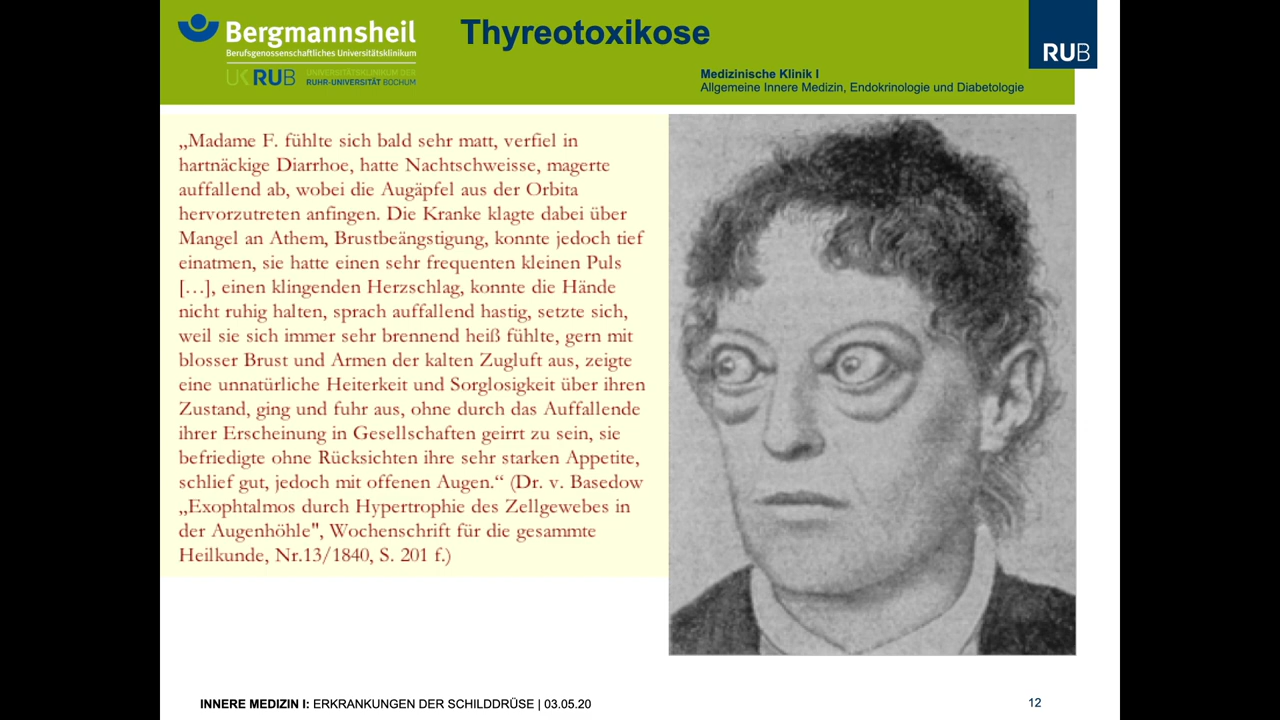 Bergmannsheil
Berufsgenossenschaftliches Universitätsklinikum
UK RUB
UNIVERSITÄTSKLINIKUM DER
RUHR-UNIVERSITÄT BOCHUM
Thyreotoxikose
RUB
Medizinische Klinik I
Allgemeine Innere Medizin, Endokrinologie und Diabetologie
„Madame F. fühlte sich bald sehr matt, verfiel in
hartnäckige Diarrhoe, hatte Nachtschweisse, magerte
auffallend ab, wobei die Augäpfel aus der Orbita
hervorzutreten anfingen. Die Kranke klagte dabei über
Mangel an Athem, Brustbeängstigung, konnte jedoch tief
einatmen, sie hatte einen sehr frequenten kleinen Puls
[…], einen klingenden Herzschlag, konnte die Hände
nicht ruhig halten, sprach auffallend hastig, setzte sich,
weil sie sich immer sehr brennend heiß fühlte, gern mit
blosser Brust und Armen der kalten Zugluft aus, zeigte
eine unnatürliche Heiterkeit und Sorglosigkeit über ihren
Zustand, ging und fuhr aus, ohne durch das Auffallende
ihrer Erscheinung in Gesellschaften geirrt zu sein, sie
befriedigte ohne Rücksichten ihre sehr starken Appetite,
schlief gut, jedoch mit offenen Augen.“ (Dr. v. Basedow
„Exophtalmos durch Hypertrophie des Zellgewebes in
der Augenhöhle", Wochenschrift für die gesammte
Heilkunde, Nr.13/1840, S. 201 f.)
INNERE MEDIZIN I: ERKRANKUNGEN DER SCHILDDRÜSE | 03.05.20
12